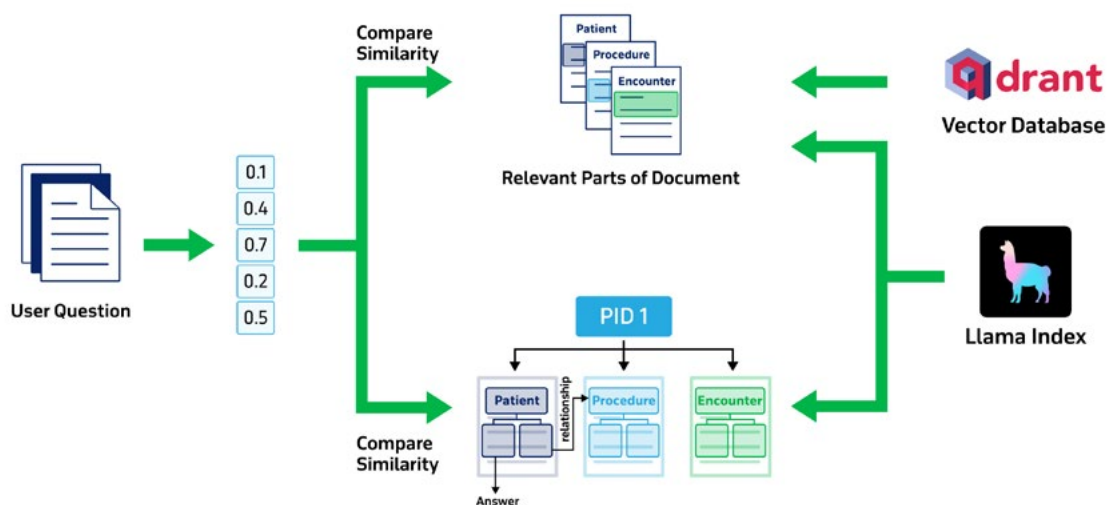 Compare
Similarity
Patient
Procedure
Encounter
Relevant Parts of Document
qdrant
Vector Database
User Question
0.1
0.4
0.7
0.2
0.5
Llama Index
PID 1
Patient
relationship
Procedure
Encounter
Compare
Similarity
Answer